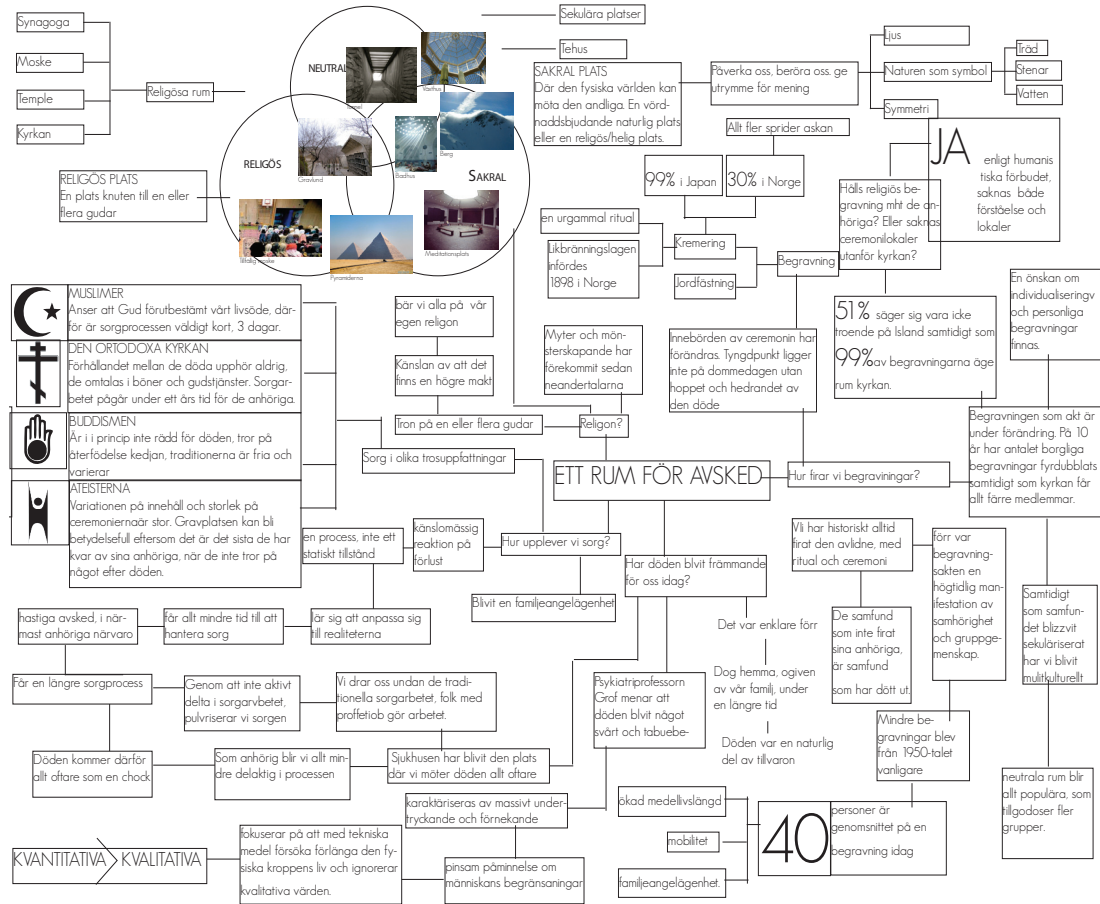 Synagoga
Moske
Temple
Kyrkan
Religösa rum
RELIGÖS PLATS
En plats knuten till en eller
flera gudar
NEUTRAL
RELIGÖS
SAKRAL
Tunnel
Växthus
Gravlund
Badhus
Berg
Tillfälig moske
Pyramiderna
Meditationsplats
Sekulära platser
Tehus
SAKRAL PLATS
Där den fysiska världen kan
möta den andliga. En vörd-
naddsbjudande naturlig plats
eller en religös/helig plats.
Påverka oss, beröra oss. ge
utrymme för mening
Ljus
Naturen som symbol
Symmetri
Träd
Stenar
Vatten
Allt fler sprider askan
99% i Japan
30% i Norge
en urgammal ritual
Likbränningslagen
infördes
1898 i Norge
Kremering
Jordfästning
Begravning
Hålls religiös be-
gravning mht de an-
höriga? Eller saknas
ceremonilokaler
utanför kyrkan?
JA enligt humanis
tiska förbudet,
saknas både
förståelse och
lokaler
51% säger sig vara icke
troende på Island samtidigt som
99% av begravningarna äge
rum kyrkan.
En önskan om
individualiseringv
och personliga
begravningar
finnas.
MUSLIMER
Anser att Gud förutbestämt vårt livsöde, där-
för är sorgprocessen väldigt kort, 3 dagar.
DEN ORTODOXA KYRKAN
Förhållandet mellan de döda upphör aldrig,
de omtalas i böner och gudstjänster. Sorgar-
betet pågår under ett års tid för de anhöriga.
BUDDISMEN
Är i i princip inte rädd för döden, tror på
återfödelse kedjan, traditionerna är fria och
varierar
ATEISTERNA
Variationen på innehåll och storlek på
ceremoniernaär stor. Gravplatsen kan bli
betydelsefull eftersom det är det sista de har
kvar av sina anhöriga, när de inte tror på
något efter döden.
bär vi alla på vår
egen religon
Känslan av att det
finns en högre makt
Tron på en eller flera gudar
Myter och mön-
sterskapande har
förekommit sedan
neandertalarna
Religon?
Innebörden av ceremonin har
förändras. Tyngdpunkt ligger
inte på dommedagen utan
hoppet och hedrandet av
den döde
Sorg i olika trosuppfattningar
ETT RUM FÖR AVSKED
Hur firar vi begraviningar?
Begravningen som akt är
under förändring. På 10
år har antalet borgliga
begravningar fyrdubblats
samtidigt som kyrkan får
allt färre medlemmar.
en process, inte ett
statiskt tillstånd
känslomässig
reaktion på
förlust
Hur upplever vi sorg?
Blivit en familjeangelägenhet
Har döden blvit främmande
för oss idag?
Vli har historiskt alltid
firat den avlidne, med
ritual och ceremoni
De samfund
som inte firat
sina anhöriga,
är samfund
som har dött ut.
förr var
begravning-
sakten en
högtidlig man-
ifestation av
samhörighet
och gruppge-
menskap.
Samtidigt
som samfun-
det blizzvit
sekuläriserat
har vi blivit
mulitkulturellt
hastiga avsked, i när-
mast anhöriga närvaro
får allt mindre tid till att
hantera sorg
lär sig att anpassa sig
till realiteterna
Det var enklare förr
Dog hemma, ogiven
av vår familj, under
en längre tid
Döden var en naturlig
del av tillvaron
Får en längre sorgprocess
Genom att inte aktivt
delta i sorgarvbetet,
pulvriserar vi sorgen
Vi drar oss undan de tradi-
tionella sorgarbetet, folk med
proffetiob gör arbetet.
Psykiatriprofessorn
Grof menar att
döden blvit något
svårt och tabuebe-
Mindre be-
gravningar blev
från 1950-talet
vanligare
Döden kommer därför
allt oftare som en chock
Som anhörig blir vi allt min-
dre delaktig i processen
Sjukhusen har blivit den plats
där vi möter döden allt oftare
neutrala rum blir
allt populära, som
tillgodoser fler
grupper.
karaktäriseras av massivt under-
tryckande och förnekande
ökad medellivslängd
mobilitet
familjeangelägenhet.
40
personer är
genomsnittet på en
begravning idag
KVANTITATIVA
KVALITATIVA
fokuserar på att med tekniska
medel försöka förlänga den fy-
siska kroppens liv och ignorerar
kvalitativa värden.
pinsam påminnelse om
människans begränsaningar